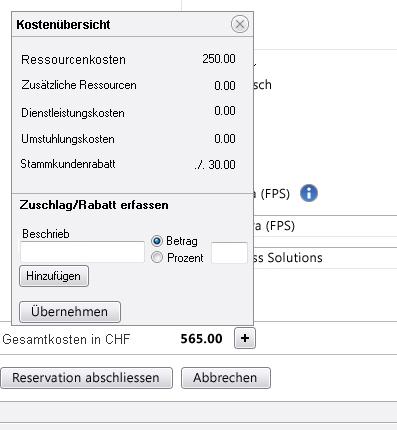 Kostenübersicht
Ressourcenkosten 250.00
Zusätzliche Ressourcen 0.00
sch
Dienstleistungskosten 0.00
Umstuhlungskosten 0.00
Stammkundenrabatt ./. 30.00
a (FPS)
Zuschlag/Rabatt erfassen
va (FPS)
Beschrieb
Betrag
Prozent
ss Solutions
Hinzufügen
Übernehmen
Gesamtkosten in CHF 565.00 +
Reservation abschliessen Abbrechen